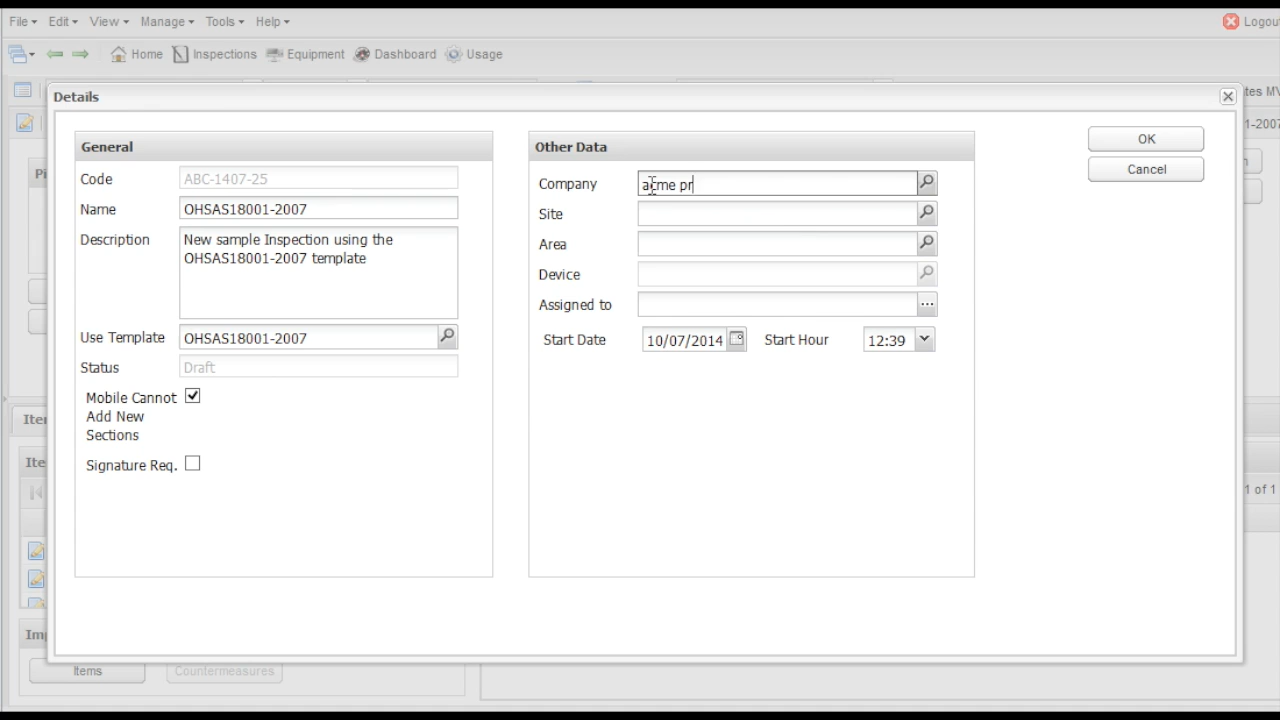 File Edit View Manage Tools Help Logout
Home Inspections Equipment Dashboard Usage
Details
General
Code ABC-1407-25
Name OHSAS18001-2007
Description New sample Inspection using the
OHSAS18001-2007 template
Use Template OHSAS18001-2007
Status Draft
Mobile Cannot
Add New
Sections
Signature Req.
Other Data
Company acme pr
Site
Area
Device
Assigned to ...
Start Date 10/07/2014 Start Hour 12:39
OK
Cancel
1 of 1
Items Countermeasures